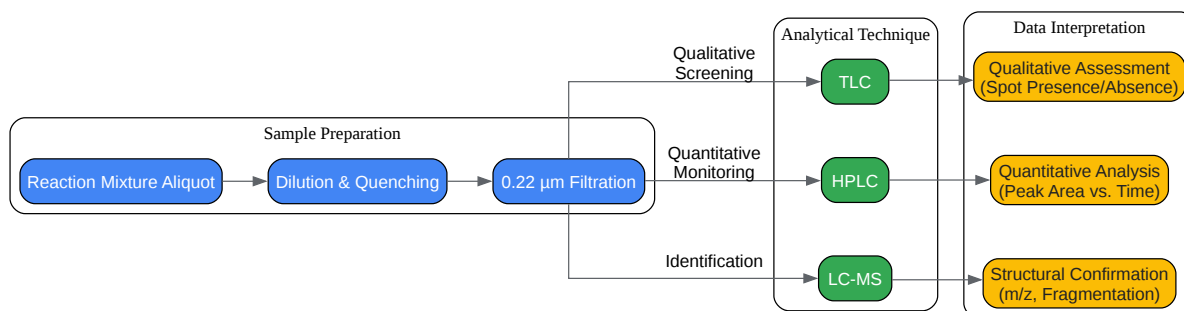 Sample Preparation
Reaction Mixture Aliquot
Dilution & Quenching
0.22 µm Filtration
Qualitative
Screening
Quantitative
Monitoring
Identification
Analytical Technique
TLC
HPLC
LC-MS
Data Interpretation
Qualitative Assessment
(Spot Presence/Absence)
Quantitative Analysis
(Peak Area vs. Time)
Structural Confirmation
(m/z, Fragmentation)